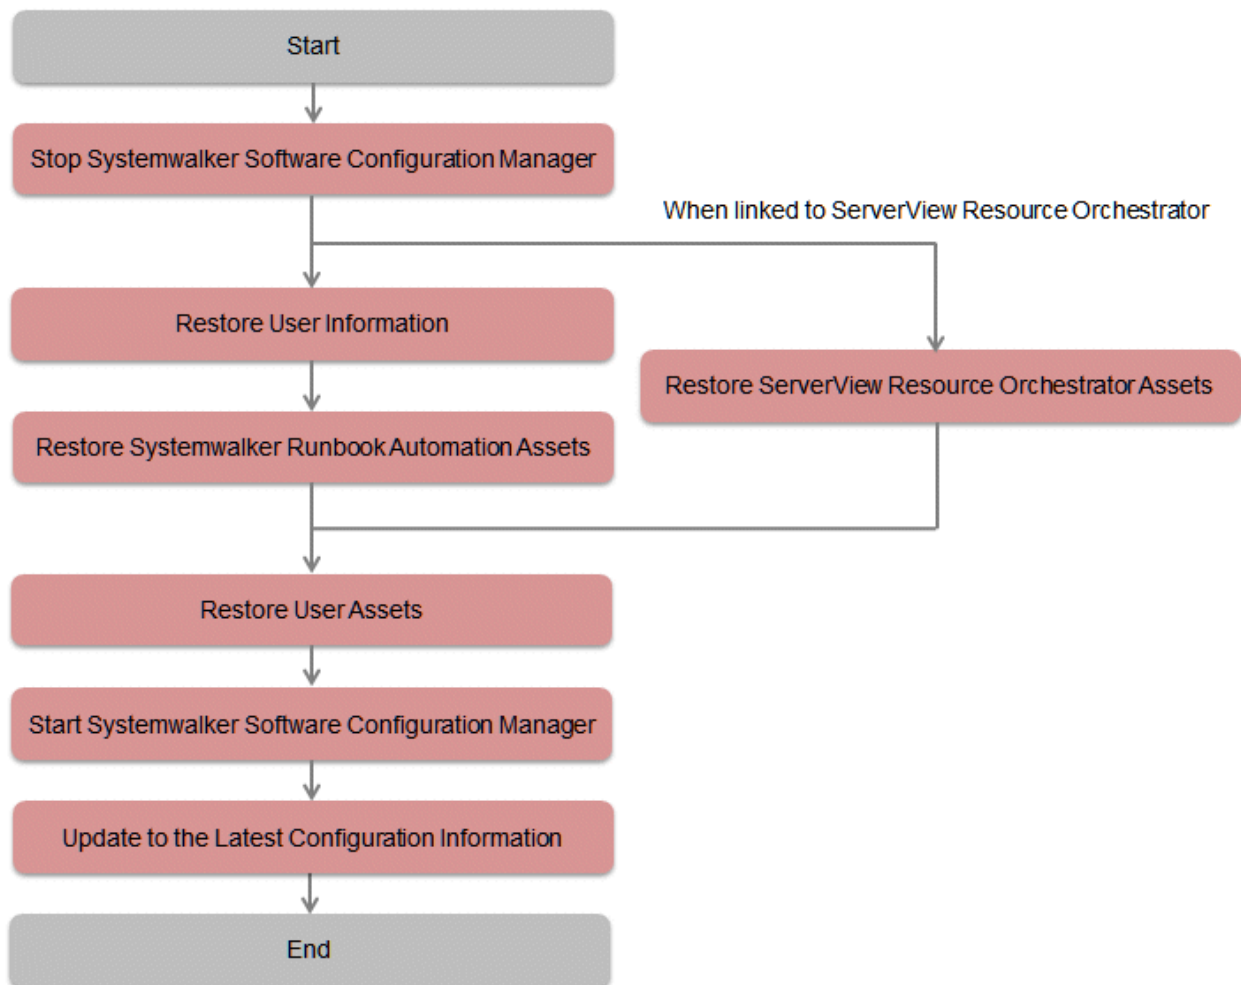 Start
Stop Systemwalker Software Configuration Manager
When linked to ServerView Resource Orchestrator
Restore User Information
Restore ServerView Resource Orchestrator Assets
Restore Systemwalker Runbook Automation Assets
Restore User Assets
Start Systemwalker Software Configuration Manager
Update to the Latest Configuration Information
End